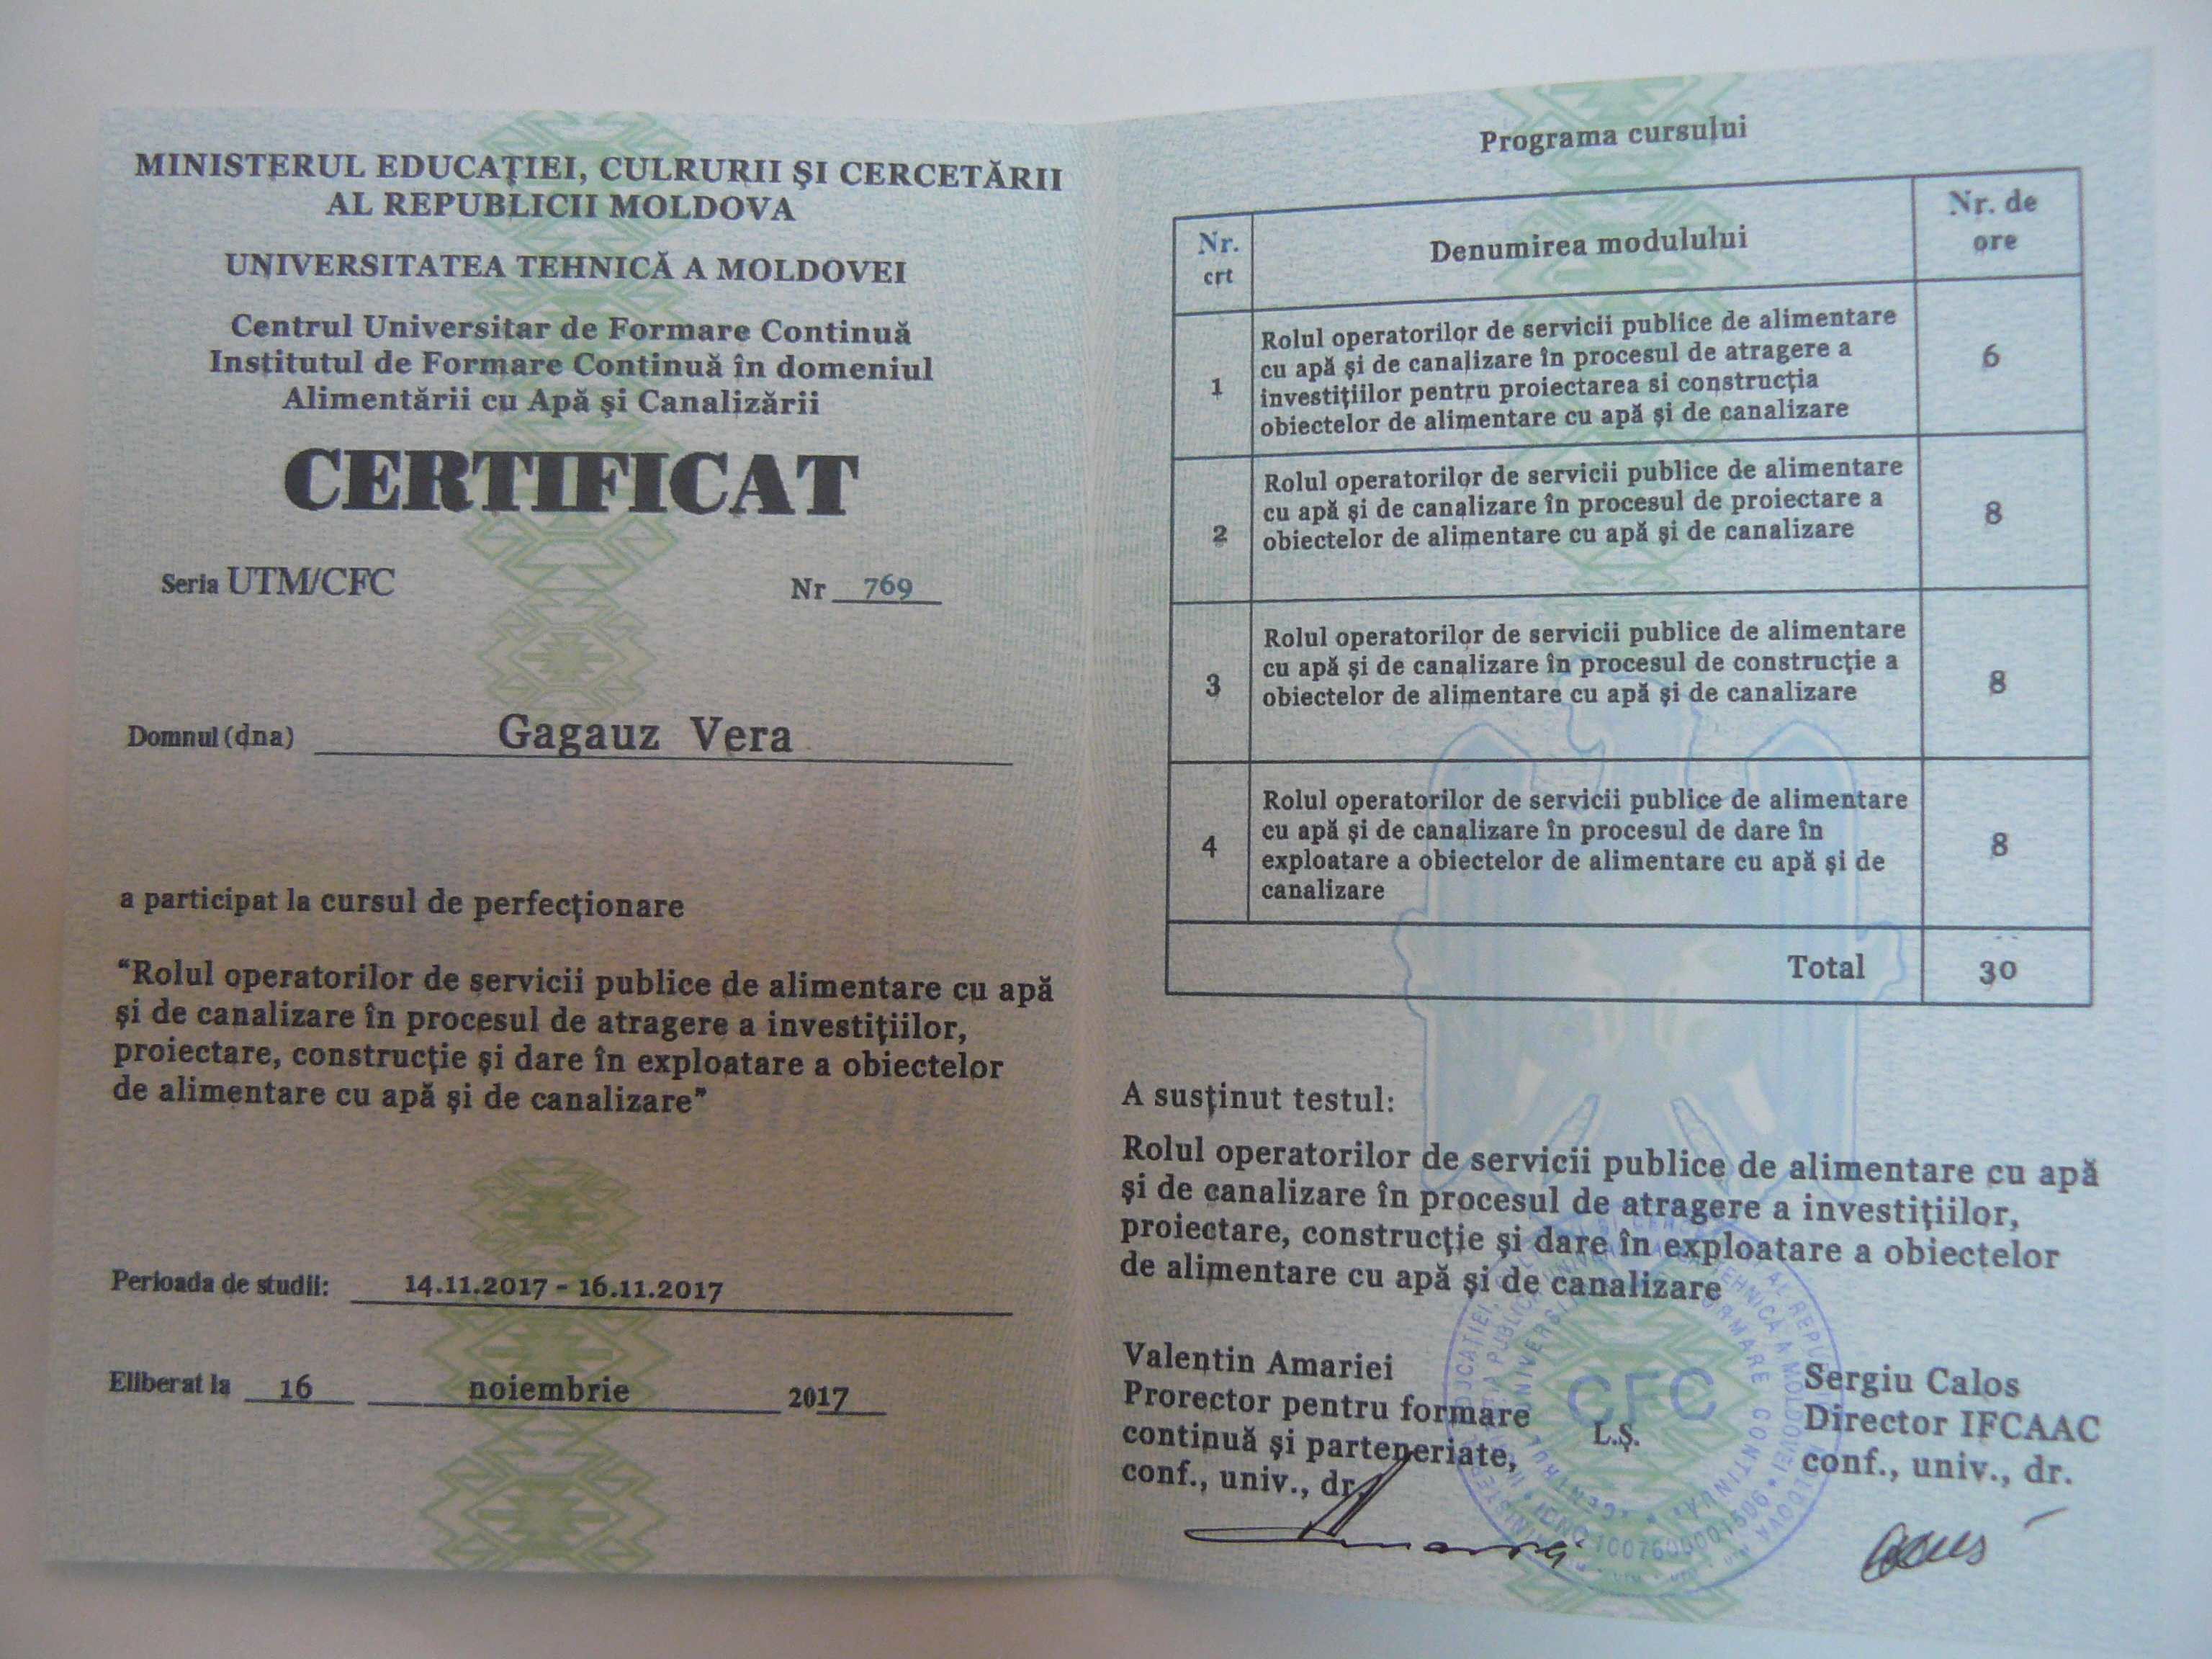 MINISTERUL EDUCAŢIEI, CULRURII ŞI CERCETĂRII
AL REPUBLICII MOLDOVA
UNIVERSITATEA TEHNICĂ A MOLDOVEI
Centrul Universitar de Formare Continuă
Institutul de Formare Continuă în domeniul
Alimentării cu Apă şi Canalizării
CERTIFICAT
Seria UTM/CFC Nr 769
Domnul (dna) Gagauz Vera
a participat la cursul de perfecţionare
“Rolul operatorilor de servicii publice de alimentare cu apă
şi de canalizare în procesul de atragere a investiţiilor,
proiectare, construcţie şi dare în exploatare a obiectelor
de alimentare cu apă şi de canalizare”
Perioada de studii: 14.11.2017 - 16.11.2017
Eliberat la 16 noiembrie 2017
Programa cursului
Nr. crt Denumirea modulului Nr. de ore
1 Rolul operatorilor de servicii publice de alimentare
cu apă şi de canalizare în procesul de atragere a
investiţiilor pentru proiectarea si construcţia
obiectelor de alimentare cu apă şi de canalizare 6
2 Rolul operatorilor de servicii publice de alimentare
cu apă şi de canalizare în procesul de proiectare a
obiectelor de alimentare cu apă şi de canalizare 8
3 Rolul operatorilor de servicii publice de alimentare
cu apă şi de canalizare în procesul de construcţie a
obiectelor de alimentare cu apă şi de canalizare 8
4 Rolul operatorilor de servicii publice de alimentare
cu apă şi de canalizare în procesul de dare în
exploatare a obiectelor de alimentare cu apă şi de
canalizare 8
Total 30
A susţinut testul:
Rolul operatorilor de servicii publice de alimentare cu apă
şi de canalizare în procesul de atragere a investiţiilor,
proiectare, construcţie şi dare în exploatare a obiectelor
de alimentare cu apă şi de canalizare
Valentin Amariei
Prorector pentru formare
continuă şi parteneriate,
conf., univ., dr.
CFC
L.Ş.
Sergiu Calos
Director IFCAAC
conf., univ., dr.